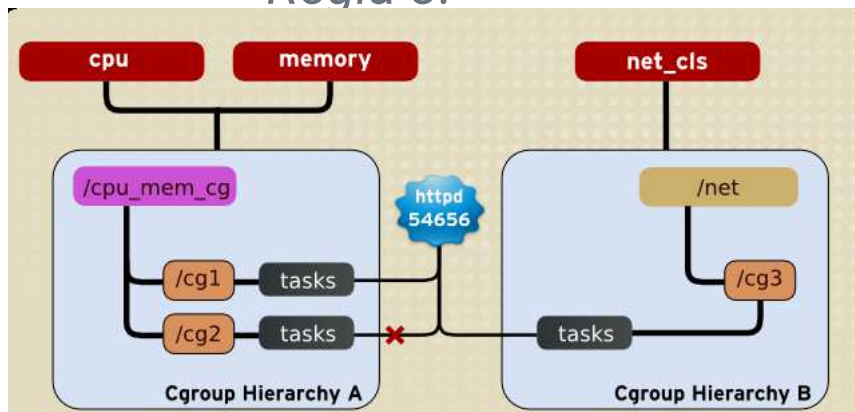 cpu
memory
net_cls
/cpu_mem_cg
httpd
54656
/net
/cg1
tasks
/cg3
/cg2
tasks
tasks
Cgroup Hierarchy A
Cgroup Hierarchy B